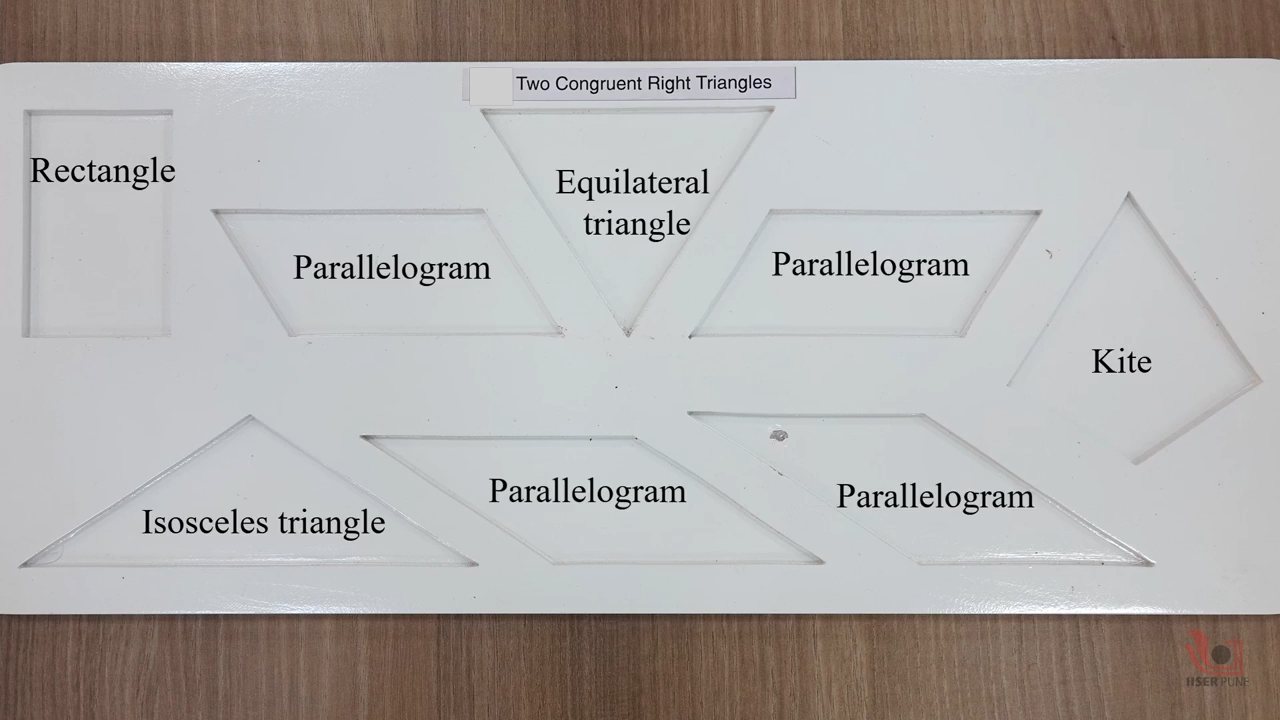 Two Congruent Right Triangles
Rectangle
Equilateral
triangle
Parallelogram
Parallelogram
Kite
Isosceles triangle
Parallelogram
Parallelogram
IISER PUNE